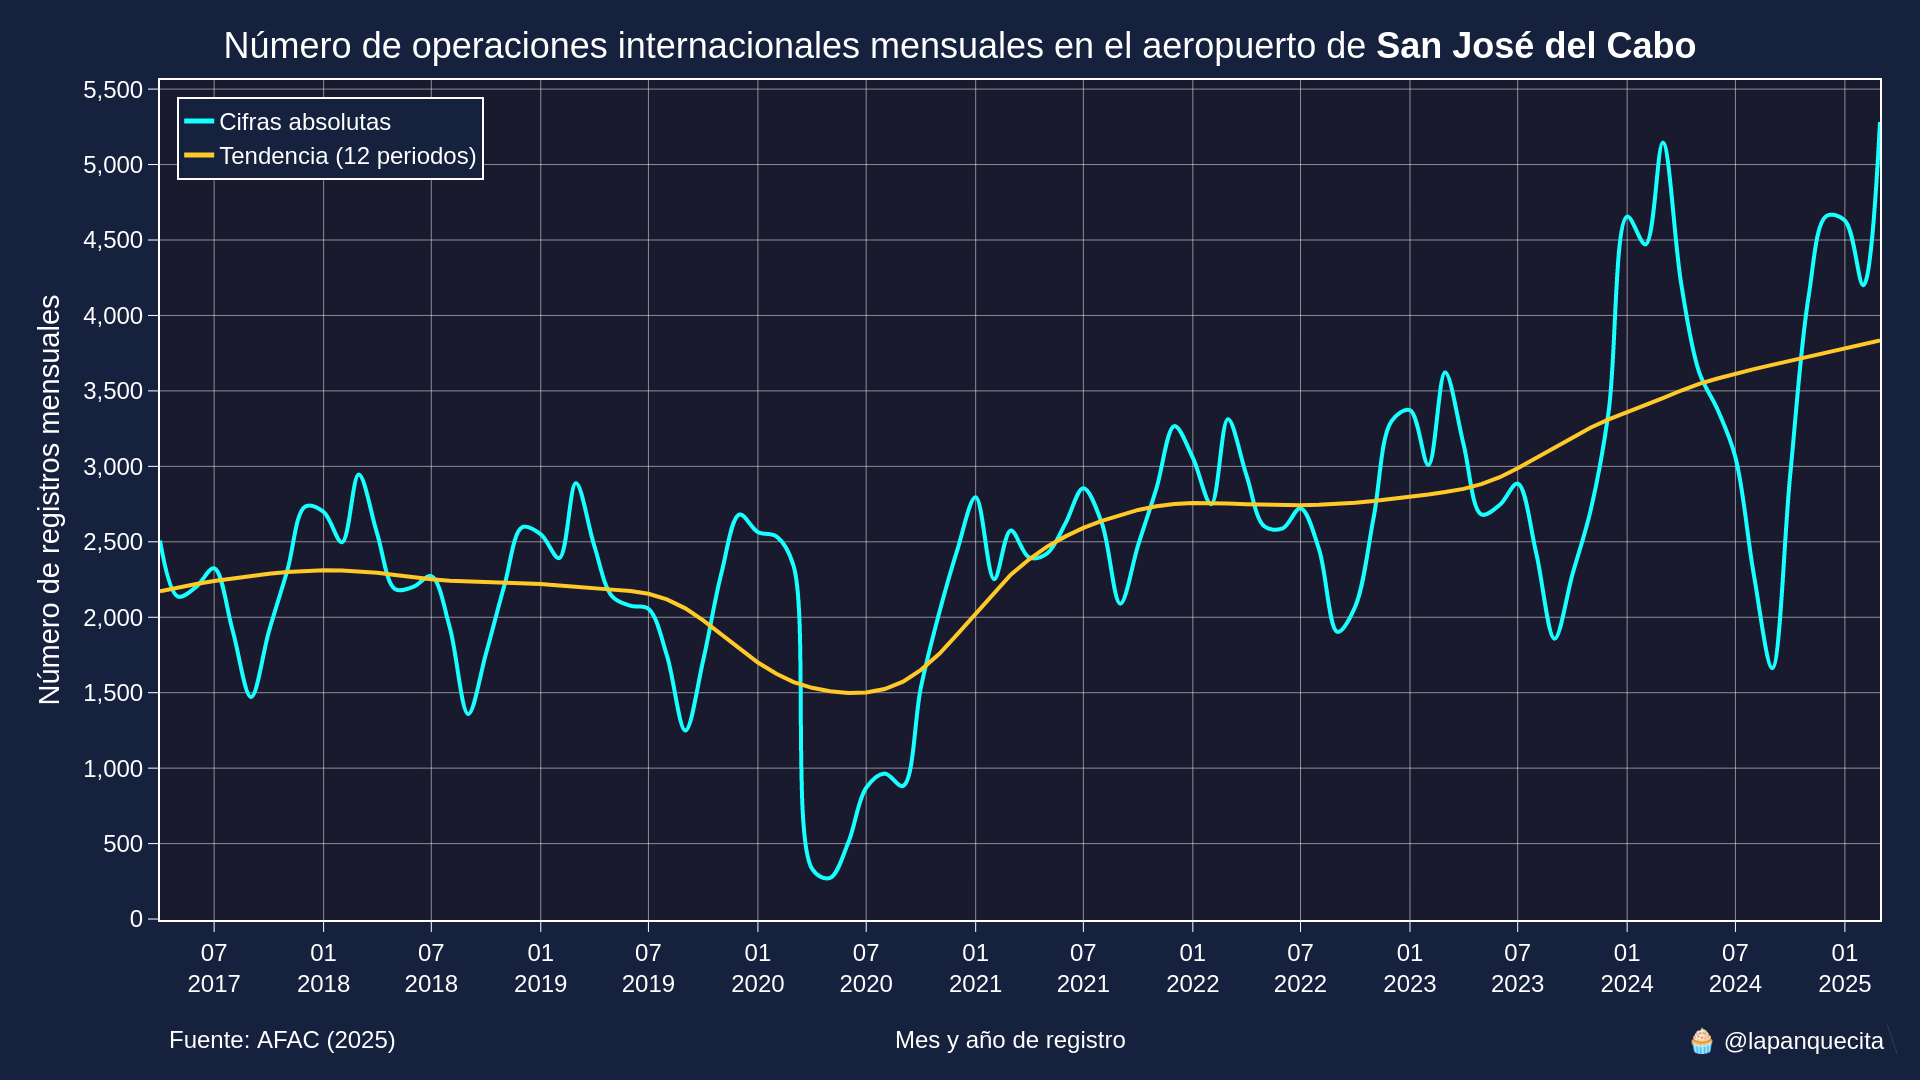 Número de operaciones internacionales mensuales en el aeropuerto de San José del Cabo
Cifras absolutas
Tendencia (12 periodos)
Número de registros mensuales
5,500
5,000
4,500
4,000
3,500
3,000
2,500
2,000
1,500
1,000
500
0
07 01 07 01 07 01 07 01 07 01 07 01 07 01 07 01
2017 2018 2018 2019 2019 2020 2020 2021 2021 2022 2022 2023 2023 2024 2024 2025
Fuente: AFAC (2025)
Mes y año de registro
🧁 @lapanquecita